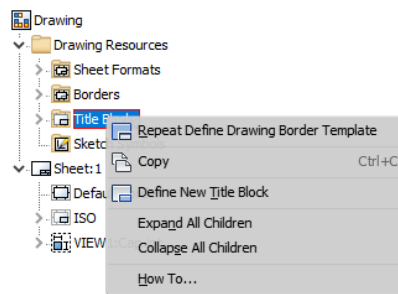 Drawing
Drawing Resources
Sheet Formats
Borders
Title
Repeat Define Drawing Border Template
Copy Ctrl+C
Sheet:1
Define New Title Block
ISO
Expand All Children
VIEW
Collapse All Children
How To...